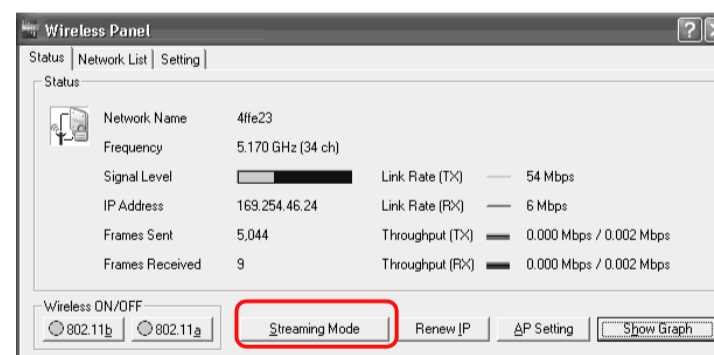 Wireless Panel
Status Network List Setting
Status
Network Name 4ffe23
Frequency 5.170 GHz (34 ch)
Signal Level Link Rate (TX) 54 Mbps
IP Address 169.254.46.24 Link Rate (RX) 6 Mbps
Frames Sent 5,044 Throughput (TX) 0.000 Mbps / 0.002 Mbps
Frames Received 9 Throughput (RX) 0.000 Mbps / 0.002 Mbps
Wireless ON/OFF
802.11b 802.11a Streaming Mode Renew IP AP Setting Show Graph